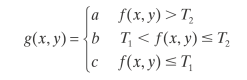 a f(x, y) > T₂
g(x, y) = { b T₁ < f(x, y) ≤ T₂
c f(x, y) ≤ T₁